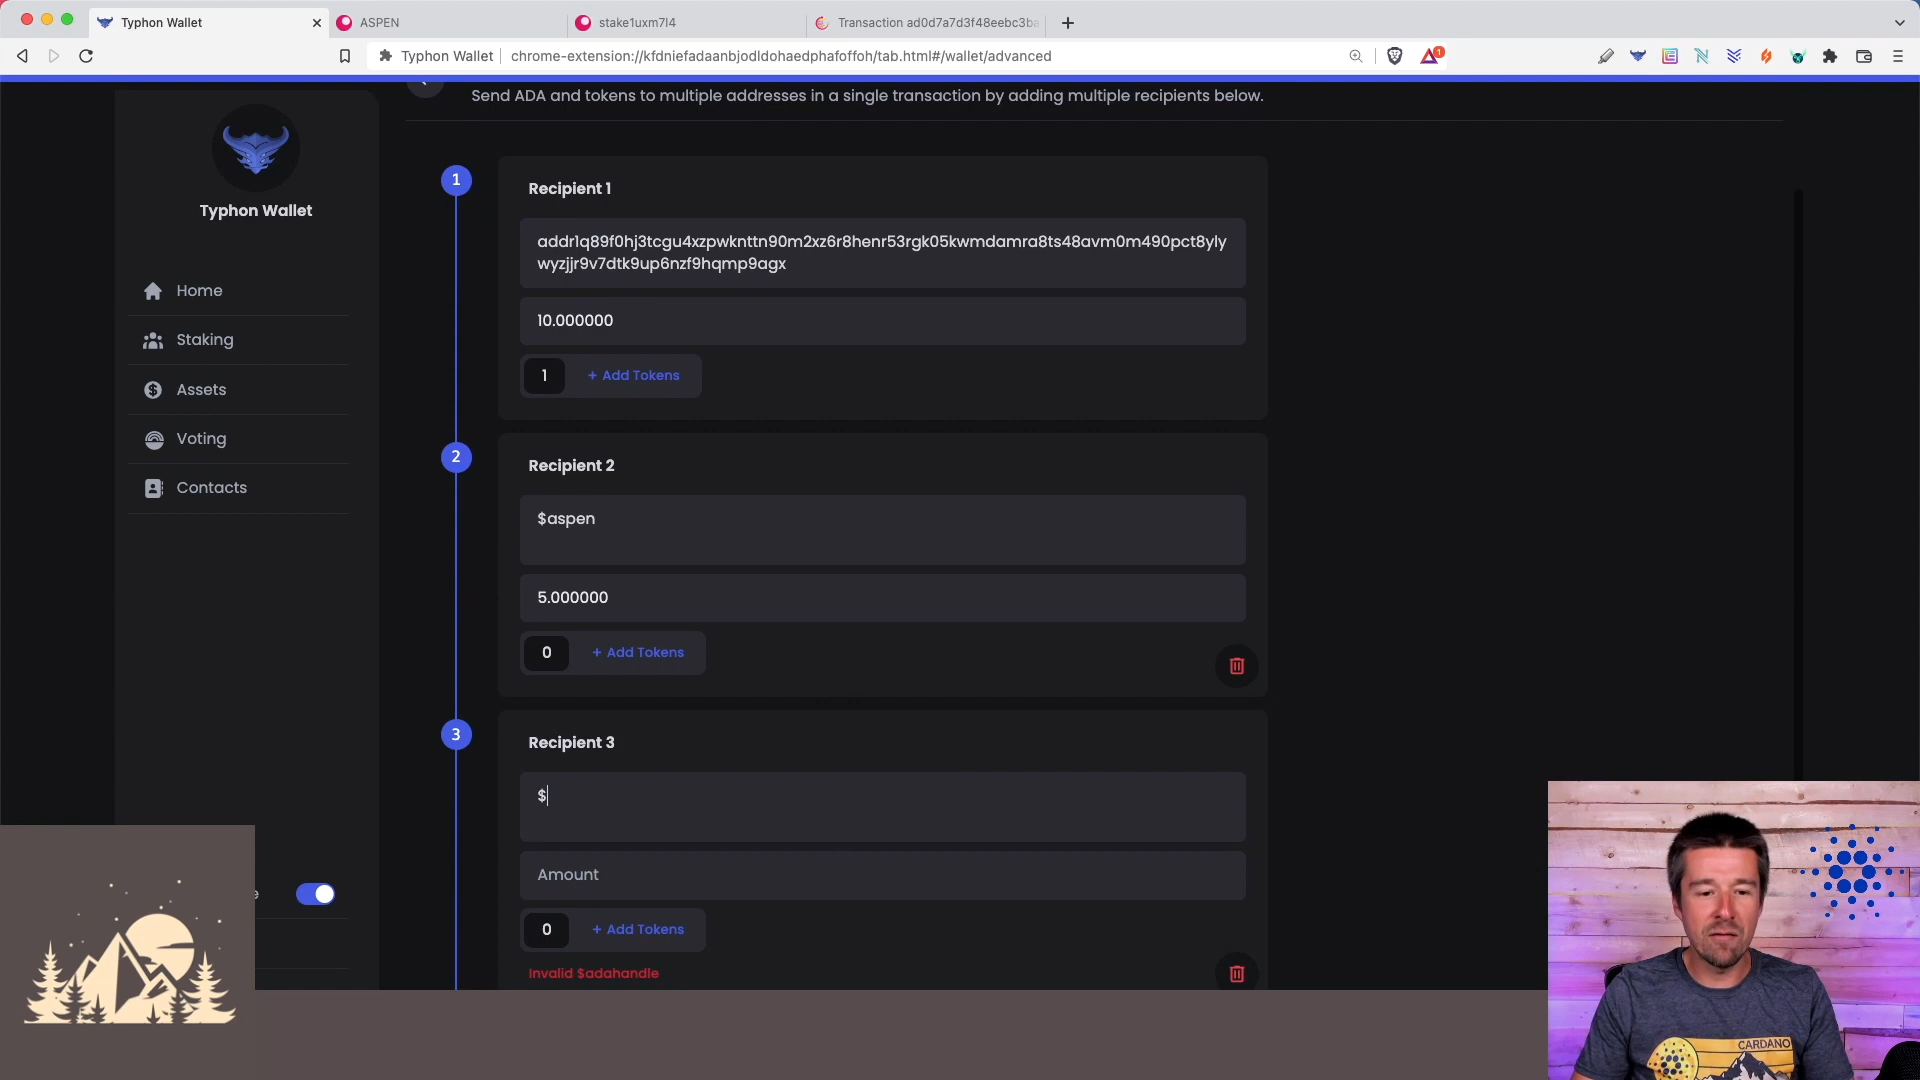 Typhon Wallet
ASPEN
stake1uxm7l4
Transaction ad0d7a7d3f48eebc3ba
Typhon Wallet
chrome-extension://kfdniefadaanbjodldohaedphafoffoh/tab.html#/wallet/advanced
1
Send ADA and tokens to multiple addresses in a single transaction by adding multiple recipients below.
Typhon Wallet
Home
Staking
Assets
Voting
Contacts
1
Recipient 1
addr1q89f0hj3tcgu4xzpwknttn90m2xz6r8henr53rgk05kwmdamra8ts48avm0m490pct8yly
wyzjjr9v7dtk9up6nzf9hqmp9agx
10.000000
1
+ Add Tokens
2
Recipient 2
$aspen
5.000000
0
+ Add Tokens
3
Recipient 3
$
Amount
0
+ Add Tokens
Invalid $adahandle
CARDANO